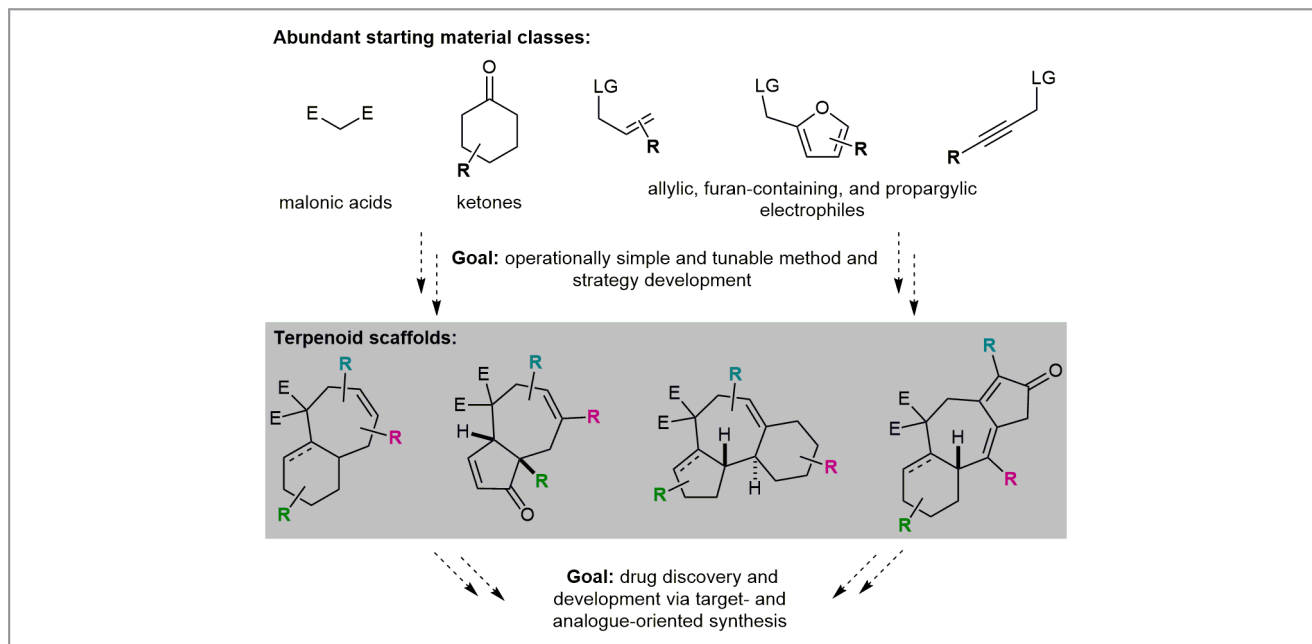 Abundant starting material classes:
O
LG
LG
LG
E E
O
R
R
R
R
malonic acids
ketones
allylic, furan-containing, and propargylic
electrophiles
Goal: operationally simple and tunable method and
strategy development
Terpenoid scaffolds:
R
E
E
R
R
R
E
E
H
R
R
O
R
E
E
H
H
R
R
R
O
E
E
H
R
R
Goal: drug discovery and
development via target- and
analogue-oriented synthesis